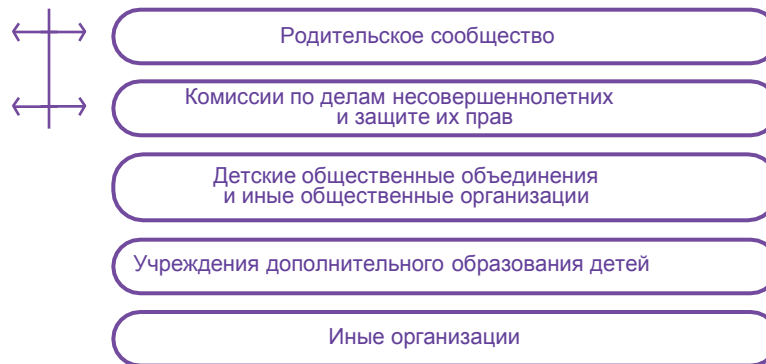 Родительское сообщество
Комиссии по делам несовершеннолетних
и защите их прав
Детские общественные объединения
и иные общественные организации
Учреждения дополнительного образования детей
Иные организации